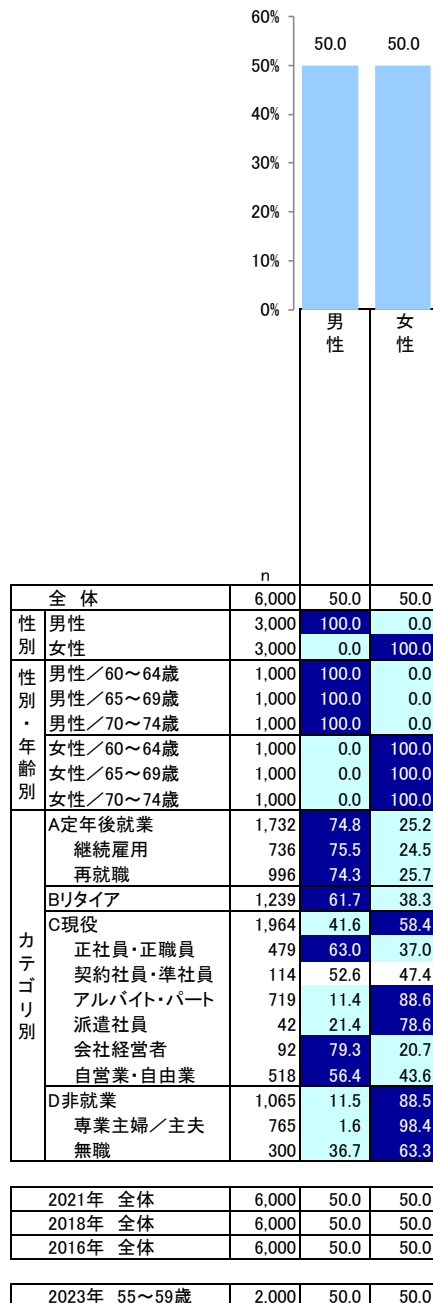 60%
50%
40%
30%
20%
10%
0%
50.0 50.0
男性 女性
n
全 体 6,000 50.0 50.0
性別
男性 3,000 100.0 0.0
女性 3,000 0.0 100.0
性別・年齢別
男性／60～64歳 1,000 100.0 0.0
男性／65～69歳 1,000 100.0 0.0
男性／70～74歳 1,000 100.0 0.0
女性／60～64歳 1,000 0.0 100.0
女性／65～69歳 1,000 0.0 100.0
女性／70～74歳 1,000 0.0 100.0
カテゴリ別
A定年後就業 1,732 74.8 25.2
継続雇用 736 75.5 24.5
再就職 996 74.3 25.7
Bリタイア 1,239 61.7 38.3
C現役 1,964 41.6 58.4
正社員・正職員 479 63.0 37.0
契約社員・準社員 114 52.6 47.4
アルバイト・パート 719 11.4 88.6
派遣社員 42 21.4 78.6
会社経営者 92 79.3 20.7
自営業・自由業 518 56.4 43.6
D非就業 1,065 11.5 88.5
専業主婦／主夫 765 1.6 98.4
無職 300 36.7 63.3
2021年 全体 6,000 50.0 50.0
2018年 全体 6,000 50.0 50.0
2016年 全体 6,000 50.0 50.0
2023年 55～59歳 2,000 50.0 50.0